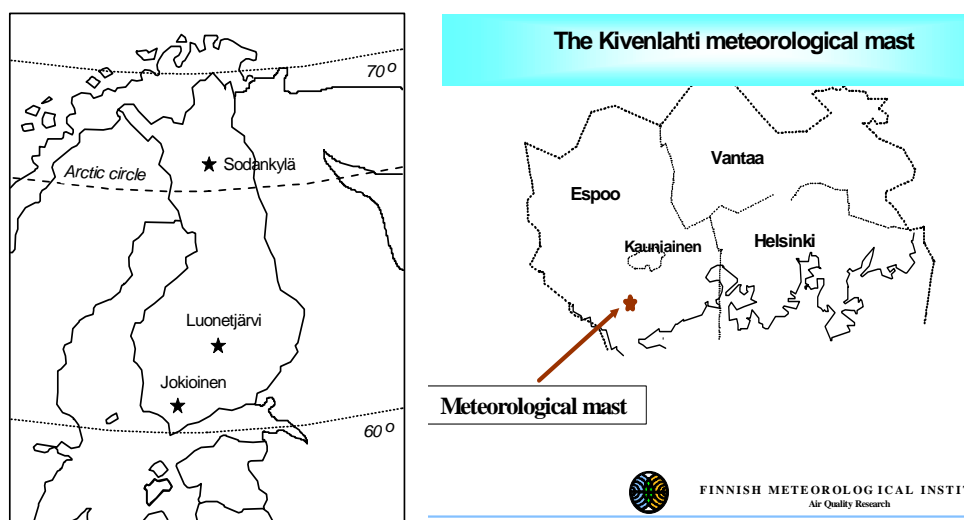 70°
Sodankylä
Arctic circle
Luonetjärvi
Jokioinen
60°
The Kivenlahti meteorological mast
Vantaa
Espoo
Kauniainen
Helsinki
Meteorological mast
FINNISH METEOROLOGICAL INSTI
Air Quality Research